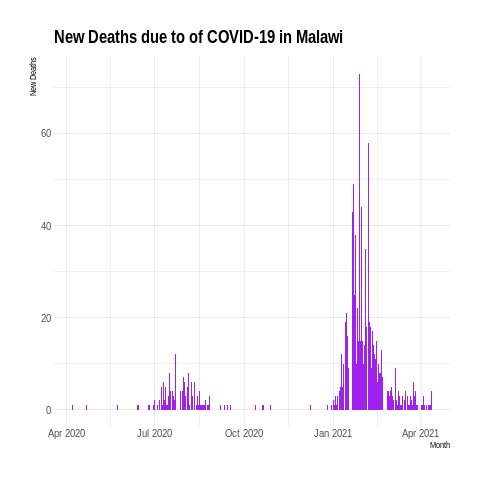 New Deaths due to of COVID-19 in Malawi
New Deaths
60
40
20
0
Apr 2020 Jul 2020 Oct 2020 Jan 2021 Apr 2021
Month